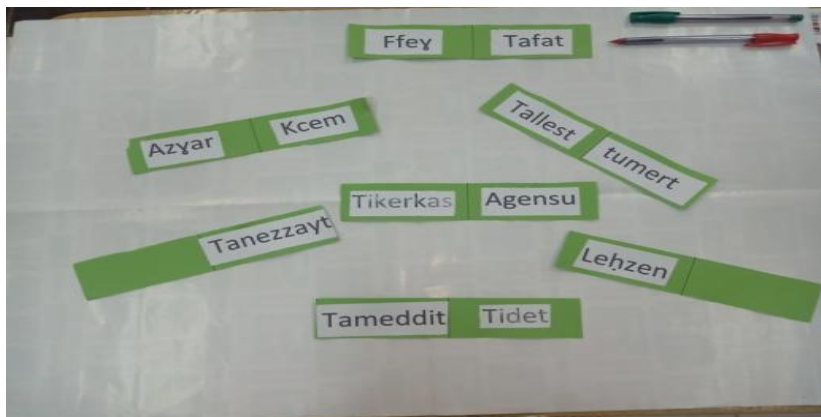 Ffeɣ Tafat
Azɣar Kcem
Tallest tumert
Tikerkas Agensu
Tanezzayt
Leḥzen
Tameddit Tidet